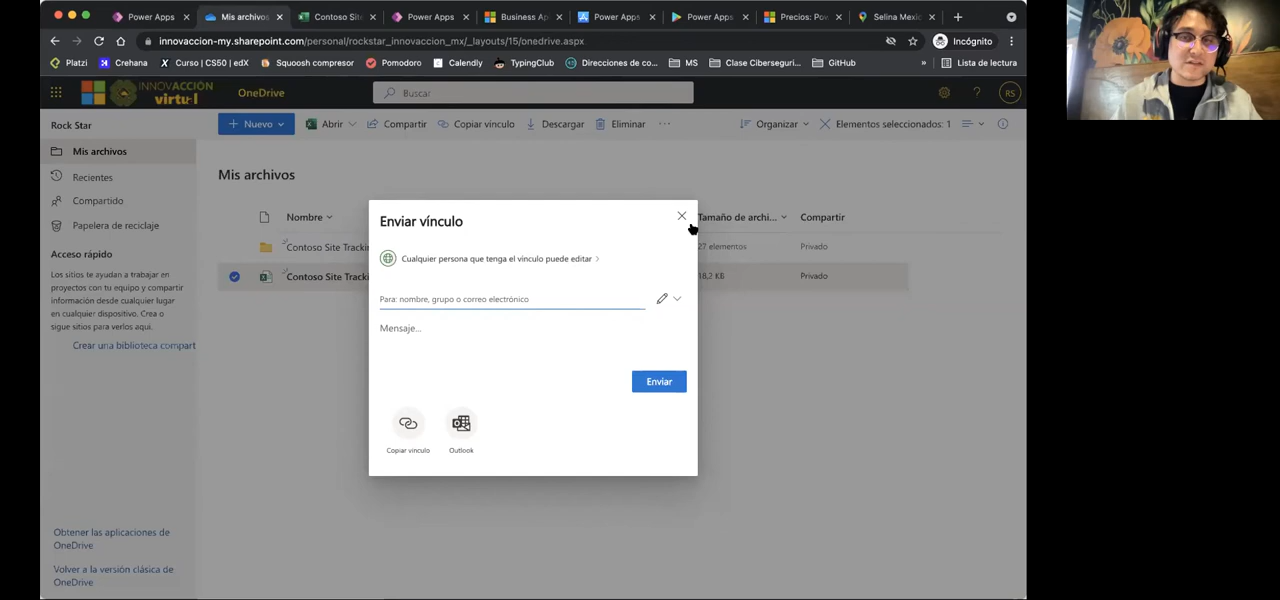 Power Apps
Mis archivos
Contoso Site
Power Apps
Business Ap
Power Apps
Power Apps
Precios: Pow
Selina Mexic
innovaccion-my.sharepoint.com/personal/rockstar_innovaccion_mx/_layouts/15/onedrive.aspx
Incógnito
Platzi
Crehana
Curso | CS50 | edX
Squoosh compresor
Pomodoro
Calendly
TypingClub
Direcciones de co...
MS
Clase Ciberseguri...
GitHub
»
Lista de lectura
INNOVACCIÓN
virtual
OneDrive
Buscar
RS
Rock Star
+ Nuevo
Abrir
Compartir
Copiar vínculo
Descargar
Eliminar
...
Organizar
Elementos seleccionados: 1
Mis archivos
Recientes
Compartido
Papelera de reciclaje
Acceso rápido
Los sitios te ayudan a trabajar en
proyectos con tu equipo y compartir
información desde cualquier lugar
en cualquier dispositivo. Crea o
sigue sitios para verlos aquí.
Crear una biblioteca compart
Obtener las aplicaciones de
OneDrive
Volver a la versión clásica de
OneDrive
Mis archivos
Nombre
Tamaño de archi...
Compartir
Contoso Site Trackin
27 elementos
Privado
Contoso Site Tracki
18,2 KB
Privado
Enviar vínculo
Cualquier persona que tenga el vínculo puede editar
Para: nombre, grupo o correo electrónico
Mensaje...
Enviar
Copiar vínculo
Outlook